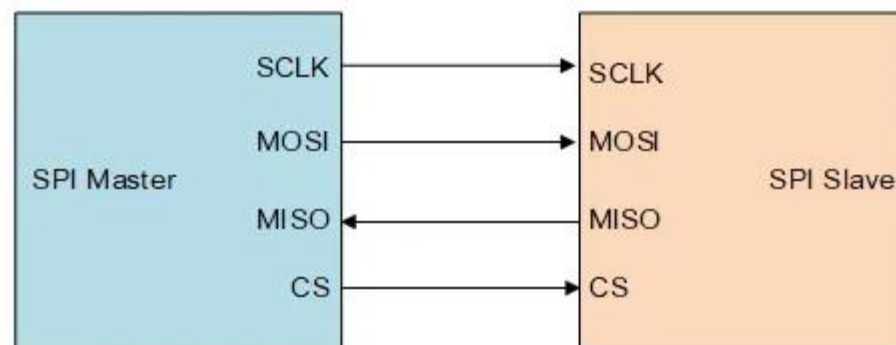 SCLK
SCLK
MOSI
MOSI
SPI Master
SPI Slave
MISO
MISO
CS
CS